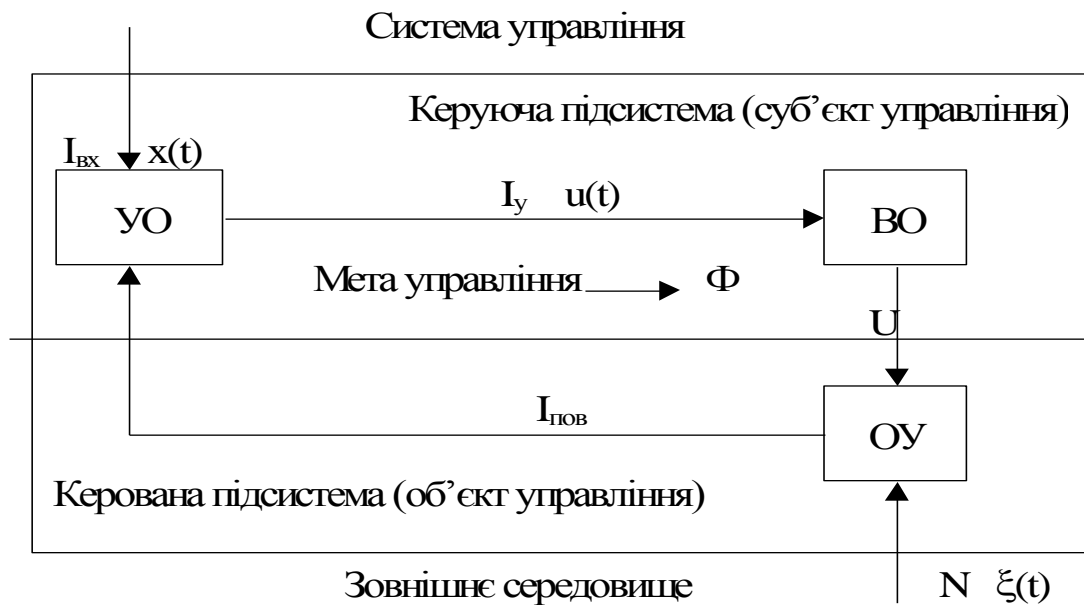 Система управління
Керуюча підсистема (суб’єкт управління)
Iвх x(t)
УО
Iу u(t)
ВО
Мета управління Ф
U
Iпов
ОУ
Керована підсистема (об’єкт управління)
Зовнішнє середовище
N ξ(t)